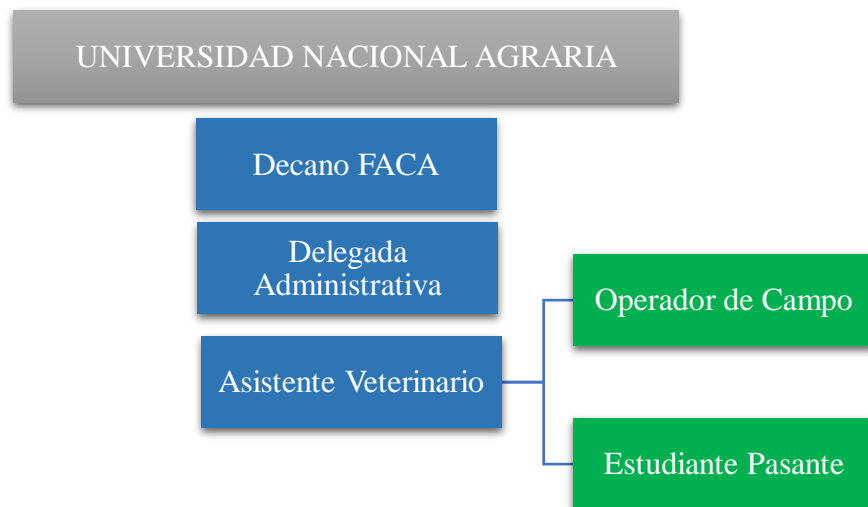 UNIVERSIDAD NACIONAL AGRARIA
Decano FACA
Delegada
Administrativa
Asistente Veterinario
Operador de Campo
Estudiante Pasante